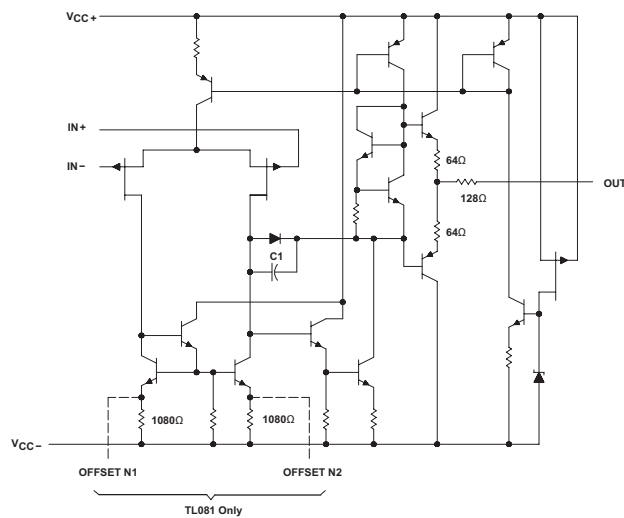 VCC+
IN+
IN−
64Ω
128Ω
OUT
64Ω
C1
1080Ω
1080Ω
VCC−
OFFSET N1
OFFSET N2
TL081 Only